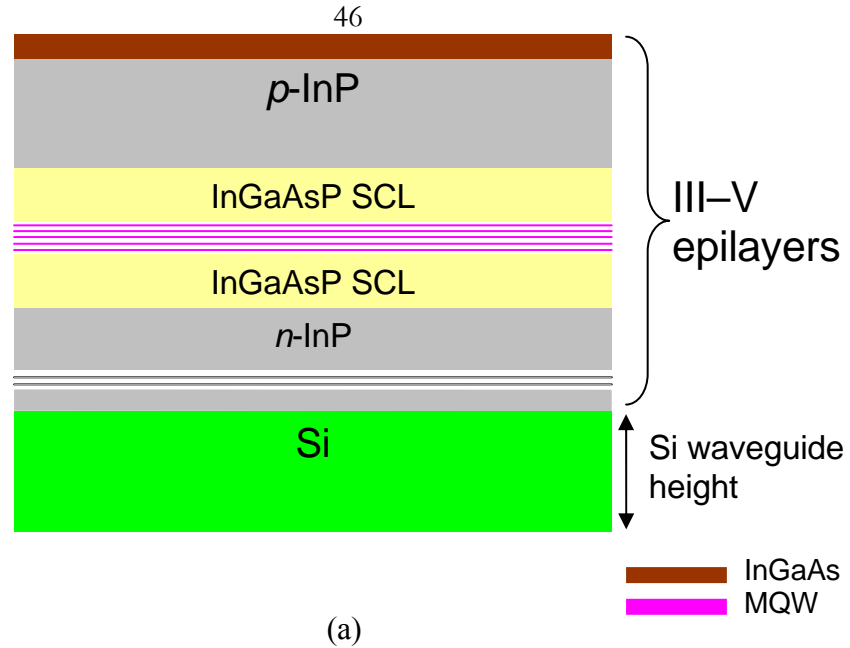 46
p-InP
InGaAsP SCL
InGaAsP SCL
n-InP
Si
III–V
epilayers
Si waveguide
height
InGaAs
MQW
(a)